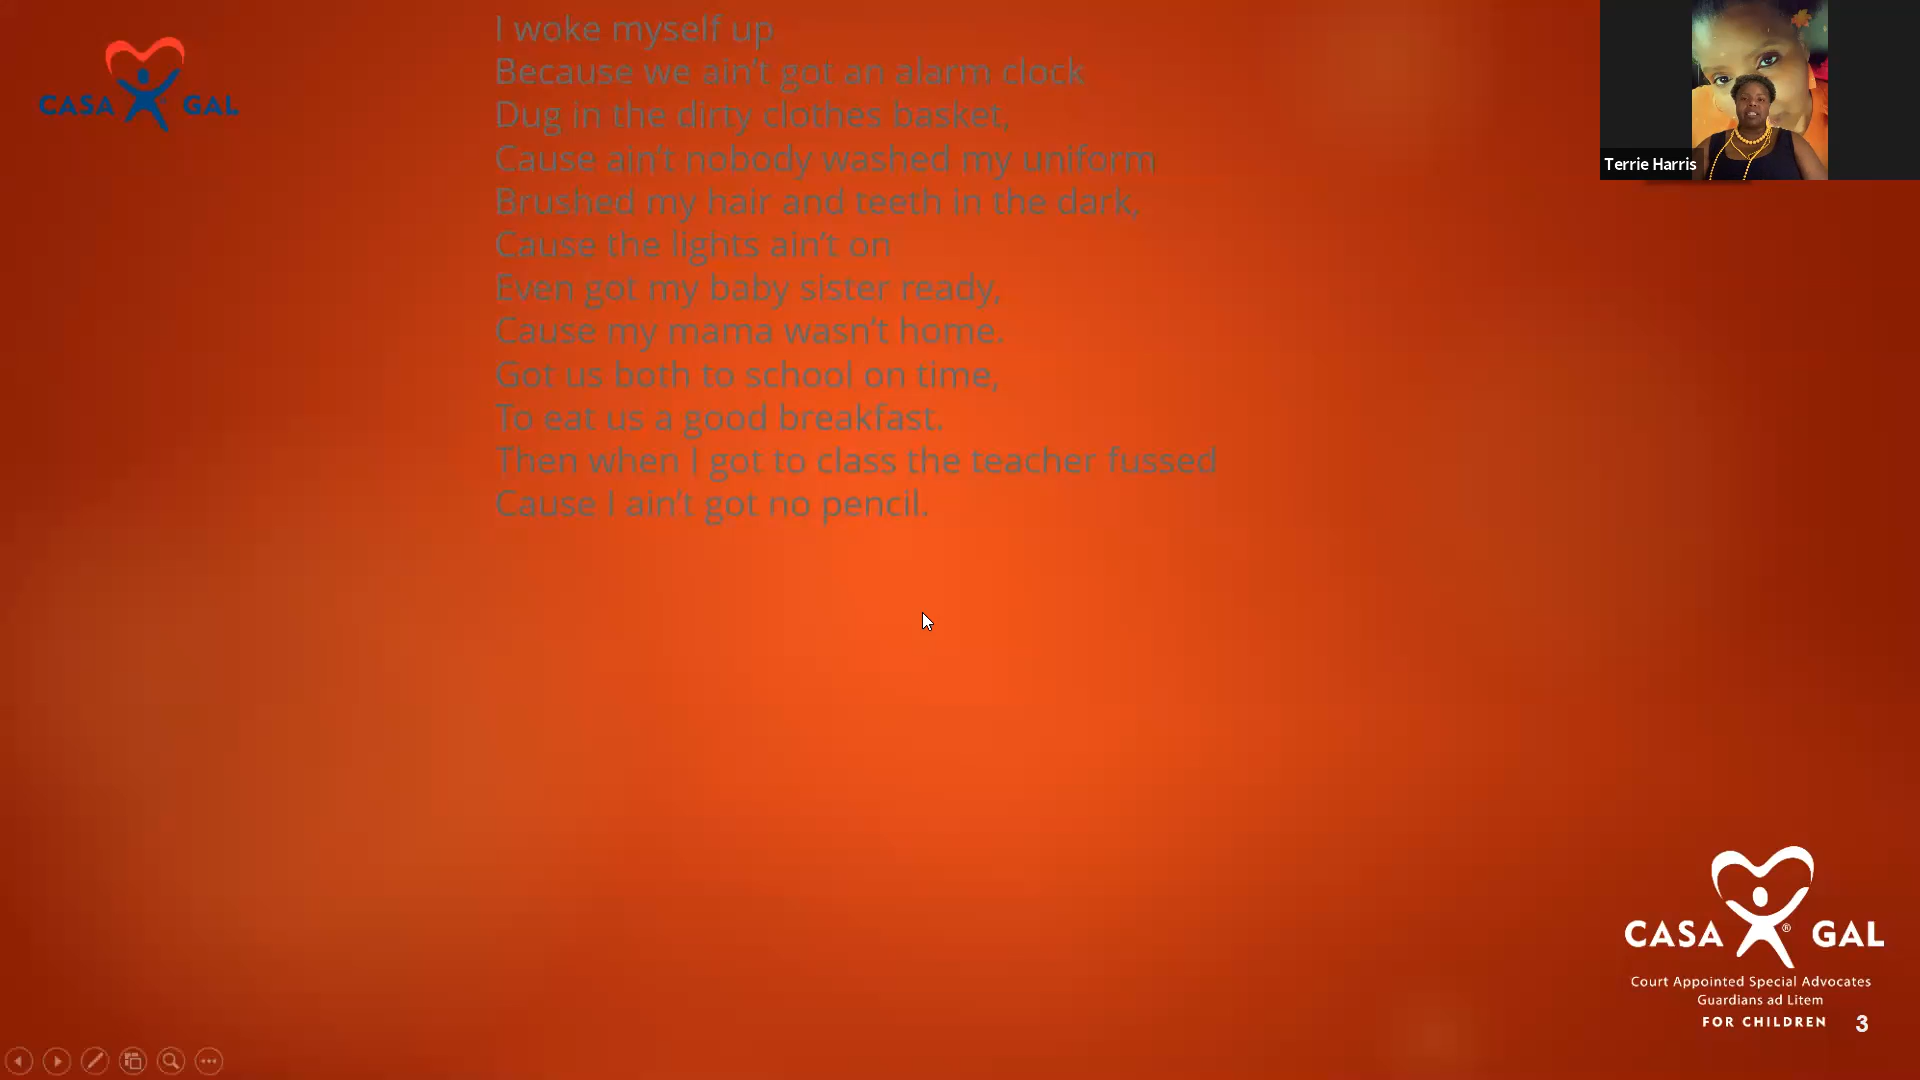 I woke myself up
Because we ain't got an alarm clock
Dug in the dirty clothes basket,
Cause ain't nobody washed my uniform
Brushed my hair and teeth in the dark,
Cause the lights ain't on
Even got my baby sister ready,
Cause my mama wasn't home.
Got us both to school on time,
To eat us a good breakfast.
Then when I got to class the teacher fussed
Cause I ain't got no pencil.
CASA GAL
Terrie Harris
CASA ® GAL
Court Appointed Special Advocates
Guardians ad Litem
FOR CHILDREN
3